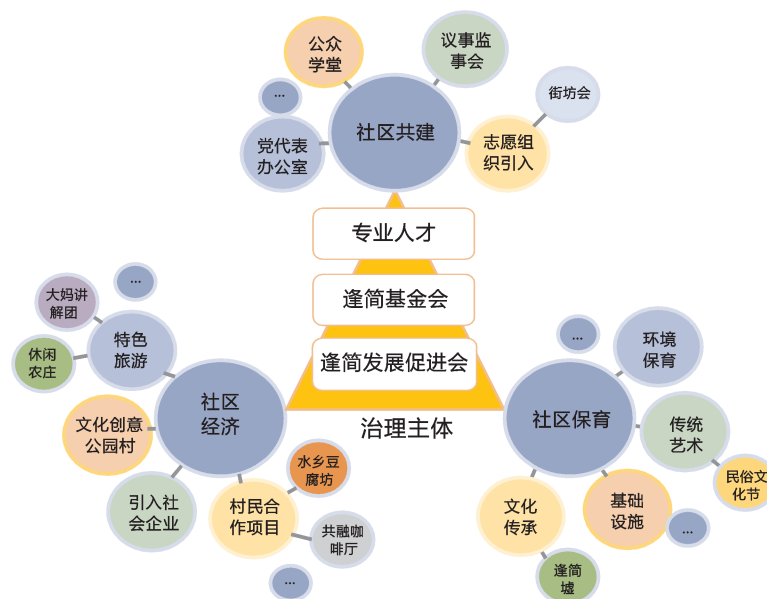 公众
学堂
议事监
事会
...
街坊会
社区共建
党代表
办公室
志愿组
织引入
专业人才
逢简基金会
逢简发展促进会
治理主体
...
大妈讲
解团
特色
旅游
休闲
农庄
社区
经济
文化创意
公园村
引入社
会企业
村民合
作项目
水乡豆
腐坊
共融咖
啡厅
...
...
环境
保育
社区保育
传统
艺术
民俗文
化节
基础
设施
...
文化
传承
逢简
墟